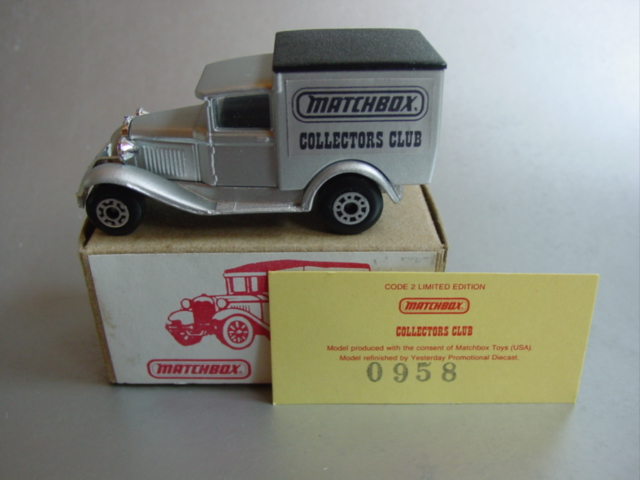 MATCHBOX
COLLECTORS CLUB
MATCHBOX
CODE 2 LIMITED EDITION
MATCHBOX
COLLECTORS CLUB
Model produced with the consent of Matchbox Toys (USA).
Model refinished by Yesterday Promotional Diecast.
0958